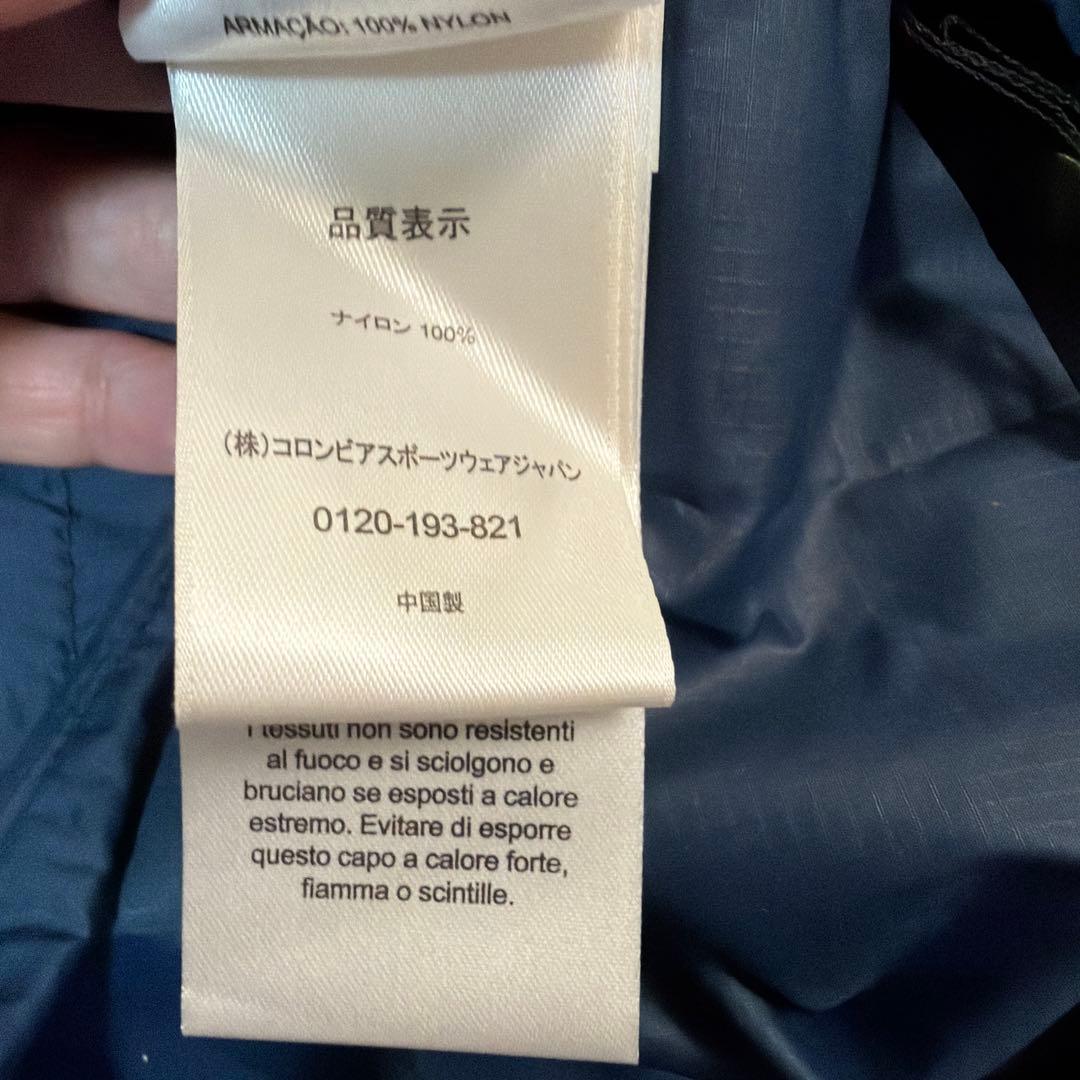 ARMAÇÃO: 100% NYLON
品質表示
ナイロン 100%
(株)コロンビアスポーツウェアジャパン
0120-193-821
中国製
I tessuti non sono resistenti
al fuoco e si sciolgono e
bruciano se esposti a calore
estremo. Evitare di esporre
questo capo a calore forte,
fiamma o scintille.